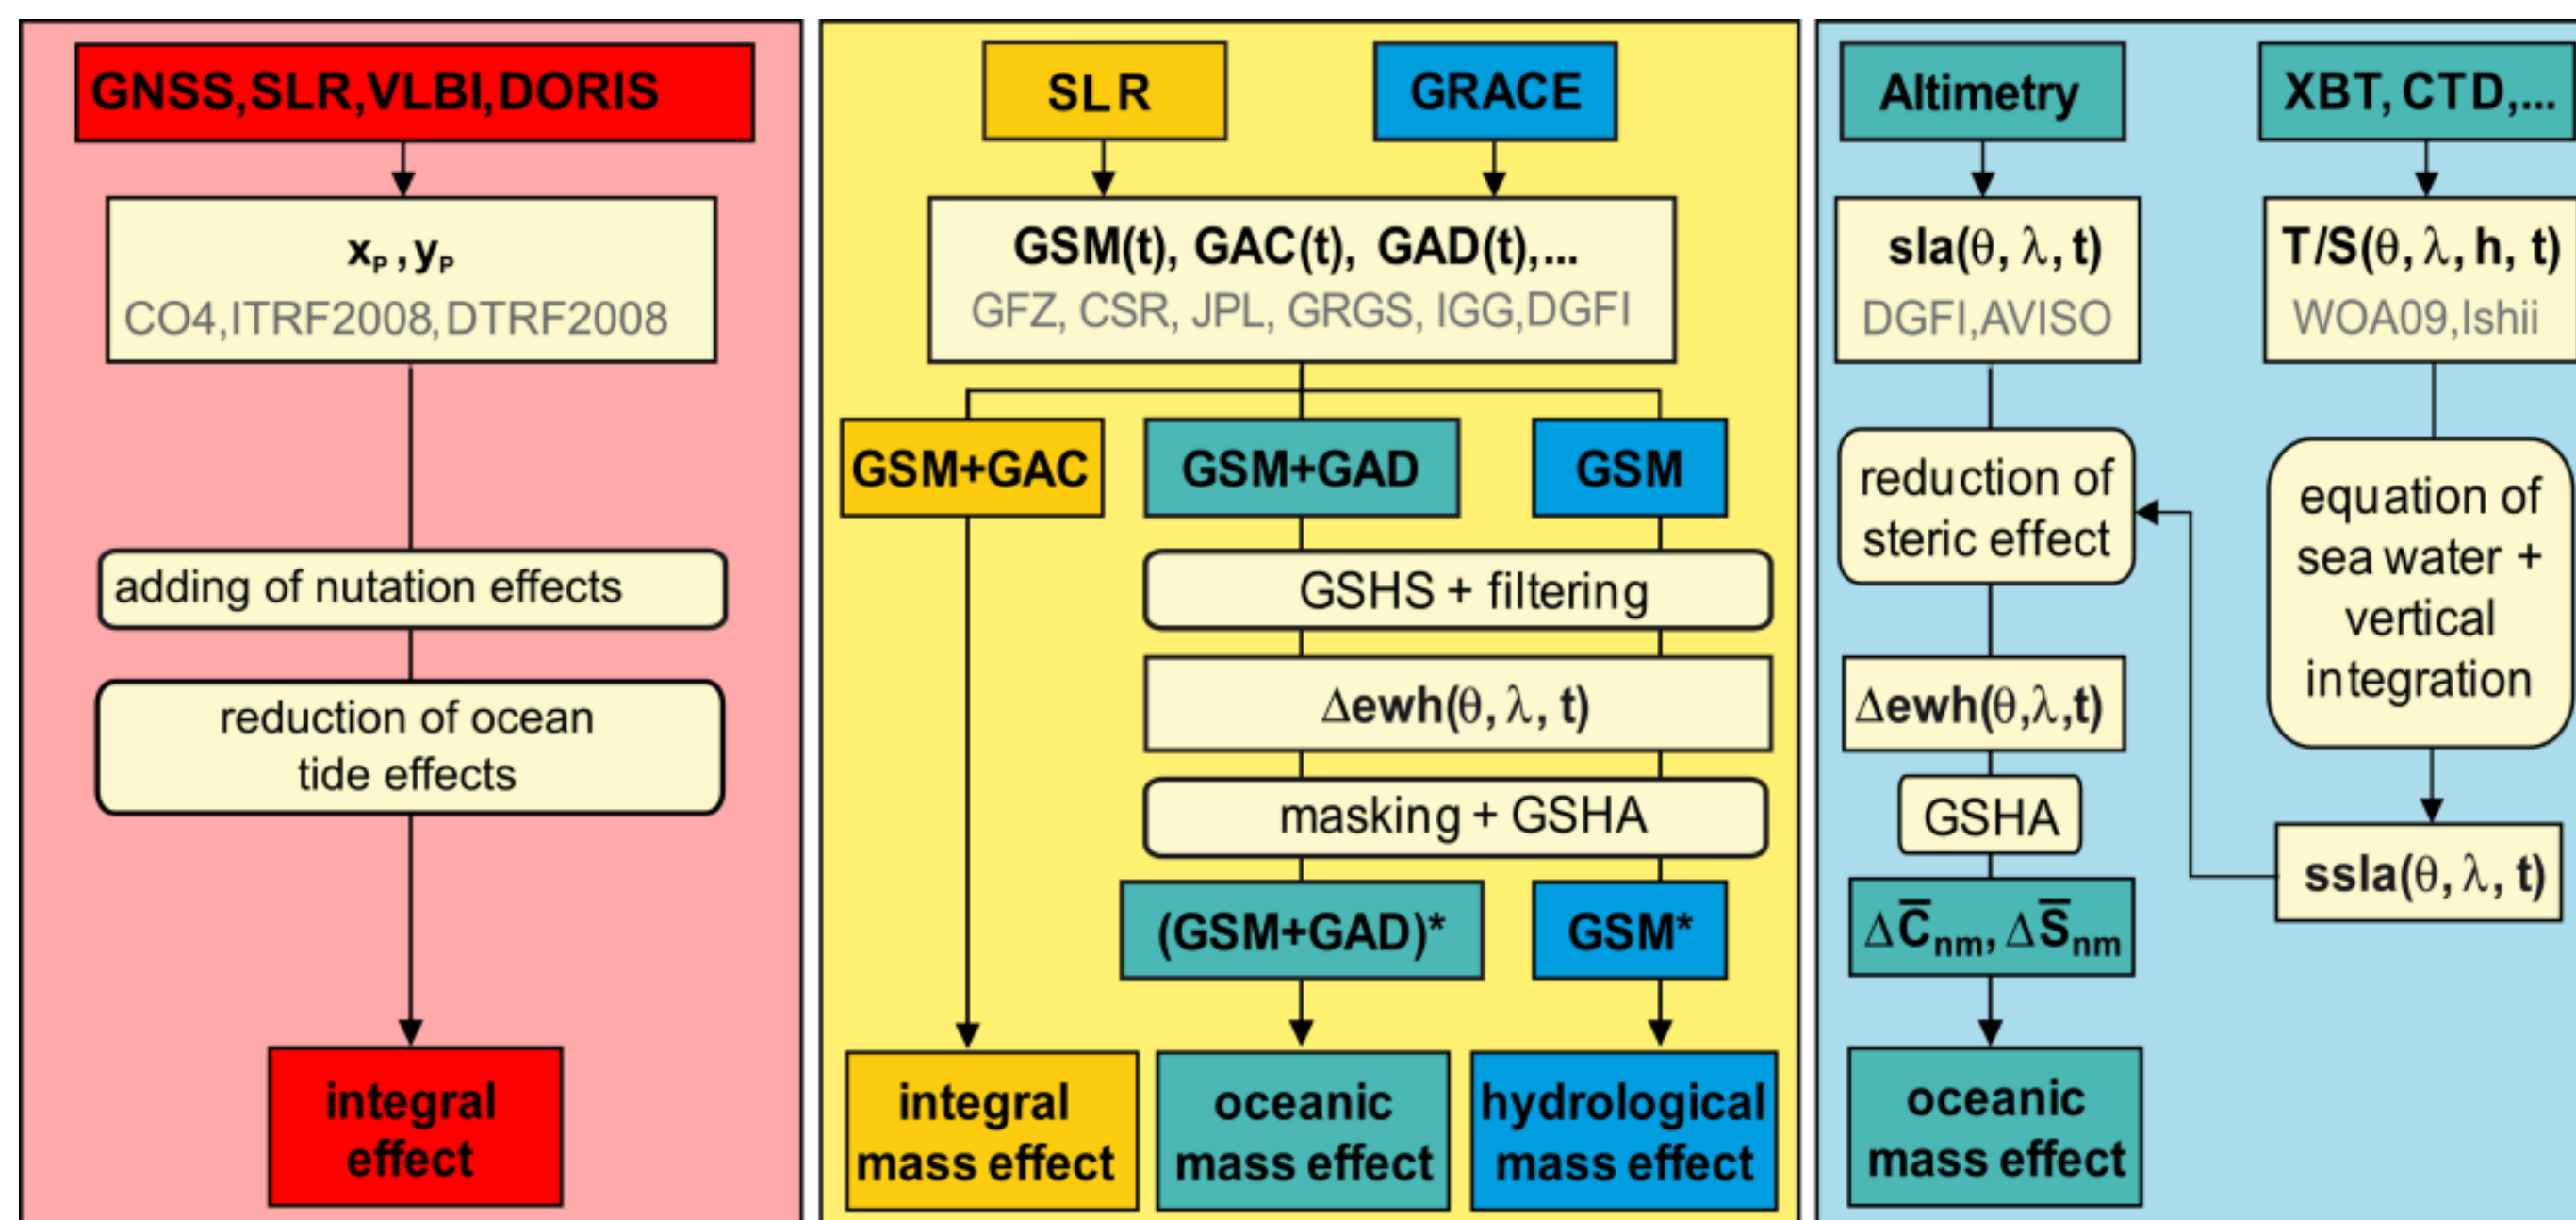 GNSS,SLR,VLBI,DORIS
xP,yP
CO4,ITRF2008,DTRF2008
adding of nutation effects
reduction of ocean
tide effects
integral
effect
SLR
GRACE
GSM(t), GAC(t), GAD(t),...
GFZ, CSR, JPL, GRGS, IGG,DGFI
GSM+GAC
GSM+GAD
GSM
GSHS + filtering
Δewh(θ, λ, t)
masking + GSHA
(GSM+GAD)*
GSM*
integral
mass effect
oceanic
mass effect
hydrological
mass effect
Altimetry
sla(θ, λ, t)
DGFI,AVISO
reduction of
steric effect
Δewh(θ,λ,t)
GSHA
ΔC̅nm, ΔS̅nm
oceanic
mass effect
XBT, CTD,...
T/S(θ, λ, h, t)
WOA09,Ishii
equation of
sea water +
vertical
integration
ssla(θ, λ, t)